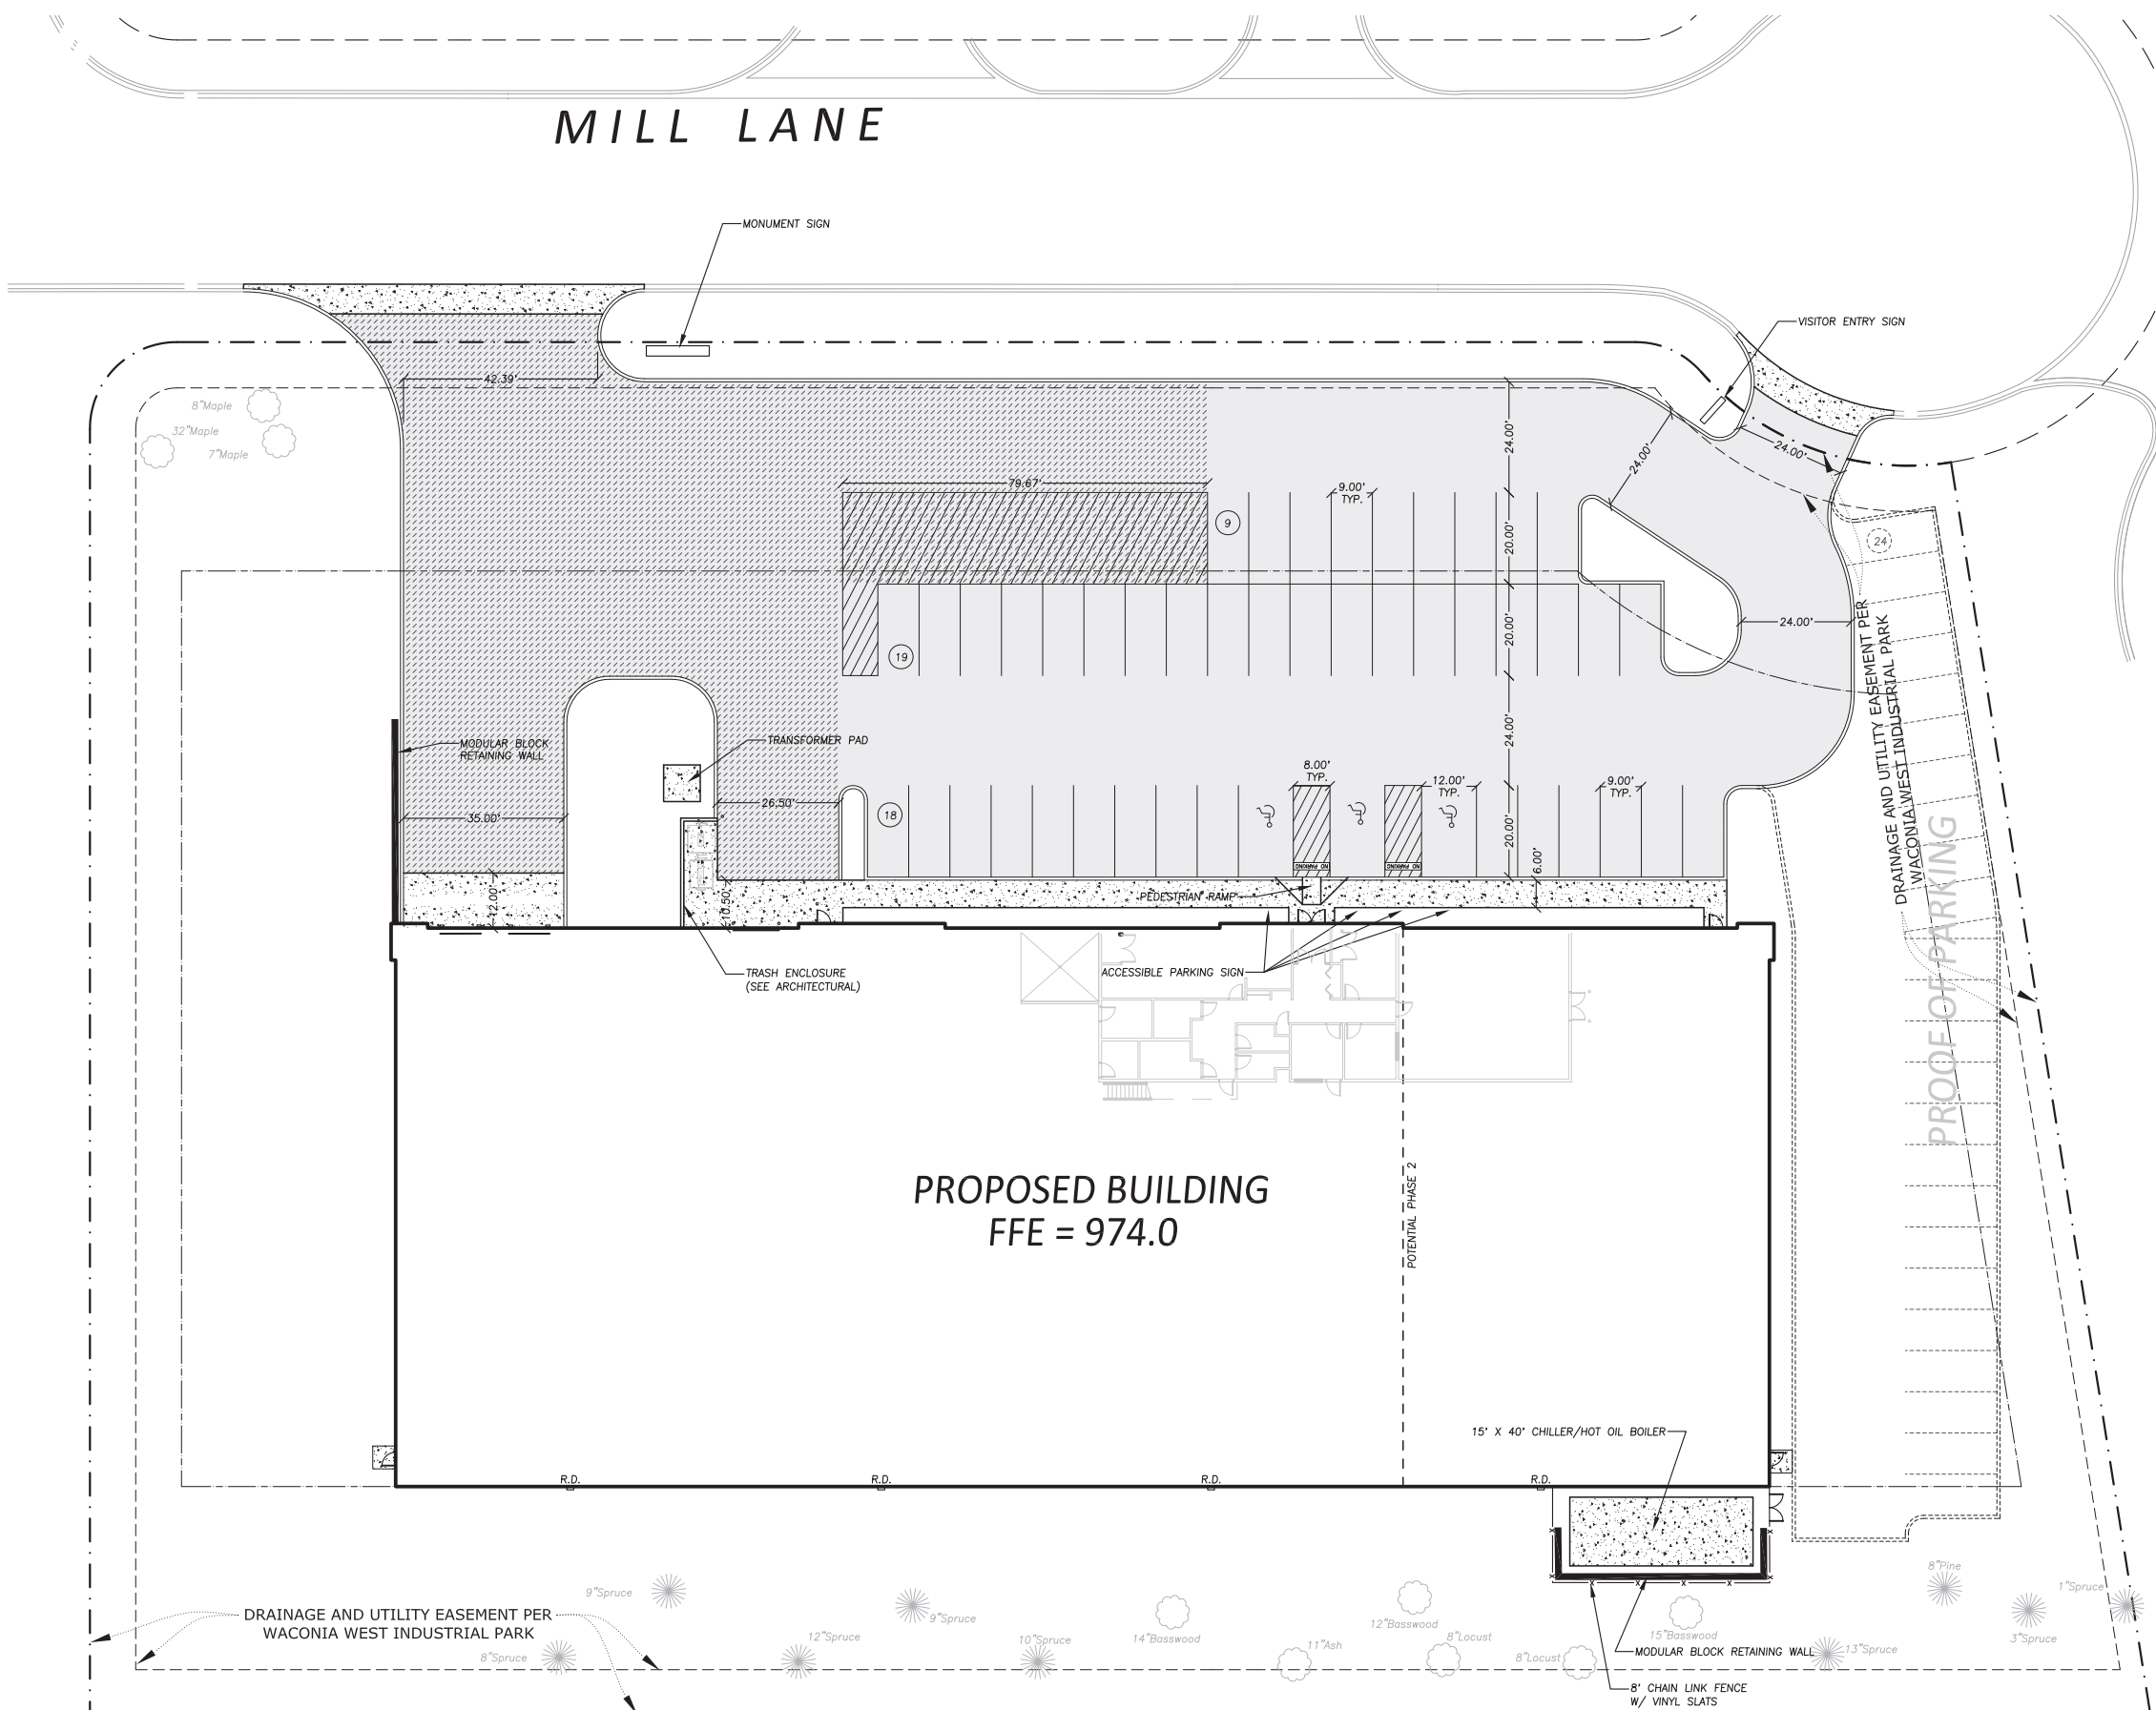 MILL LANE
MONUMENT SIGN
VISITOR ENTRY SIGN
42.39'
8"Maple
32"Maple
7"Maple
24.00'
24.00'
24.00'
79.67'
9.00'
TYP.
9
20.00'
24
20.00'
24.00'
19
DRAINAGE AND UTILITY EASEMENT PER
WACONIA WEST INDUSTRIAL PARK
MODULAR BLOCK
RETAINING WALL
TRANSFORMER PAD
24.00'
8.00'
TYP.
12.00'
TYP.
9.00'
TYP.
26.50'
35.00'
18
20.00'
NO PARKING
NO PARKING
6.00'
PROOF OF PARKING
12.00'
10.50'
PEDESTRIAN RAMP
TRASH ENCLOSURE
(SEE ARCHITECTURAL)
ACCESSIBLE PARKING SIGN
PROPOSED BUILDING
FFE = 974.0
POTENTIAL PHASE 2
15' X 40' CHILLER/HOT OIL BOILER
R.D.
R.D.
R.D.
R.D.
8"Pine
1"Spruce
9"Spruce
9"Spruce
12"Basswood
DRAINAGE AND UTILITY EASEMENT PER
WACONIA WEST INDUSTRIAL PARK
12"Spruce
10"Spruce
14"Basswood
11"Ash
8"Locust
15"Basswood
3"Spruce
8"Spruce
8"Locust
MODULAR BLOCK RETAINING WALL
13"Spruce
8' CHAIN LINK FENCE
W/ VINYL SLATS